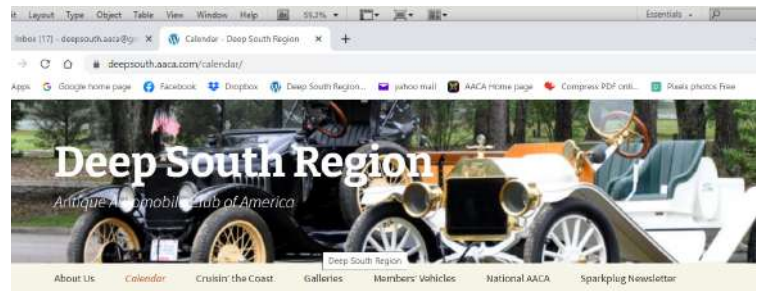 Layout Type Object Table View Window Help 59.2% Essentials
Inbox (17) - deepsouth.aaca@g Calendar - Deep South Region
deepsouth.aaca.com/calendar/
Apps Google home page Facebook Dropbox Deep South Region... yahoo mail AACA Home page Compress PDF onli... Pixels photos Free
Deep South Region
Antique Automobile Club of America
Deep South Region
About Us Calendar Cruisin' the Coast Galleries Members' Vehicles National AACA Sparkplug Newsletter